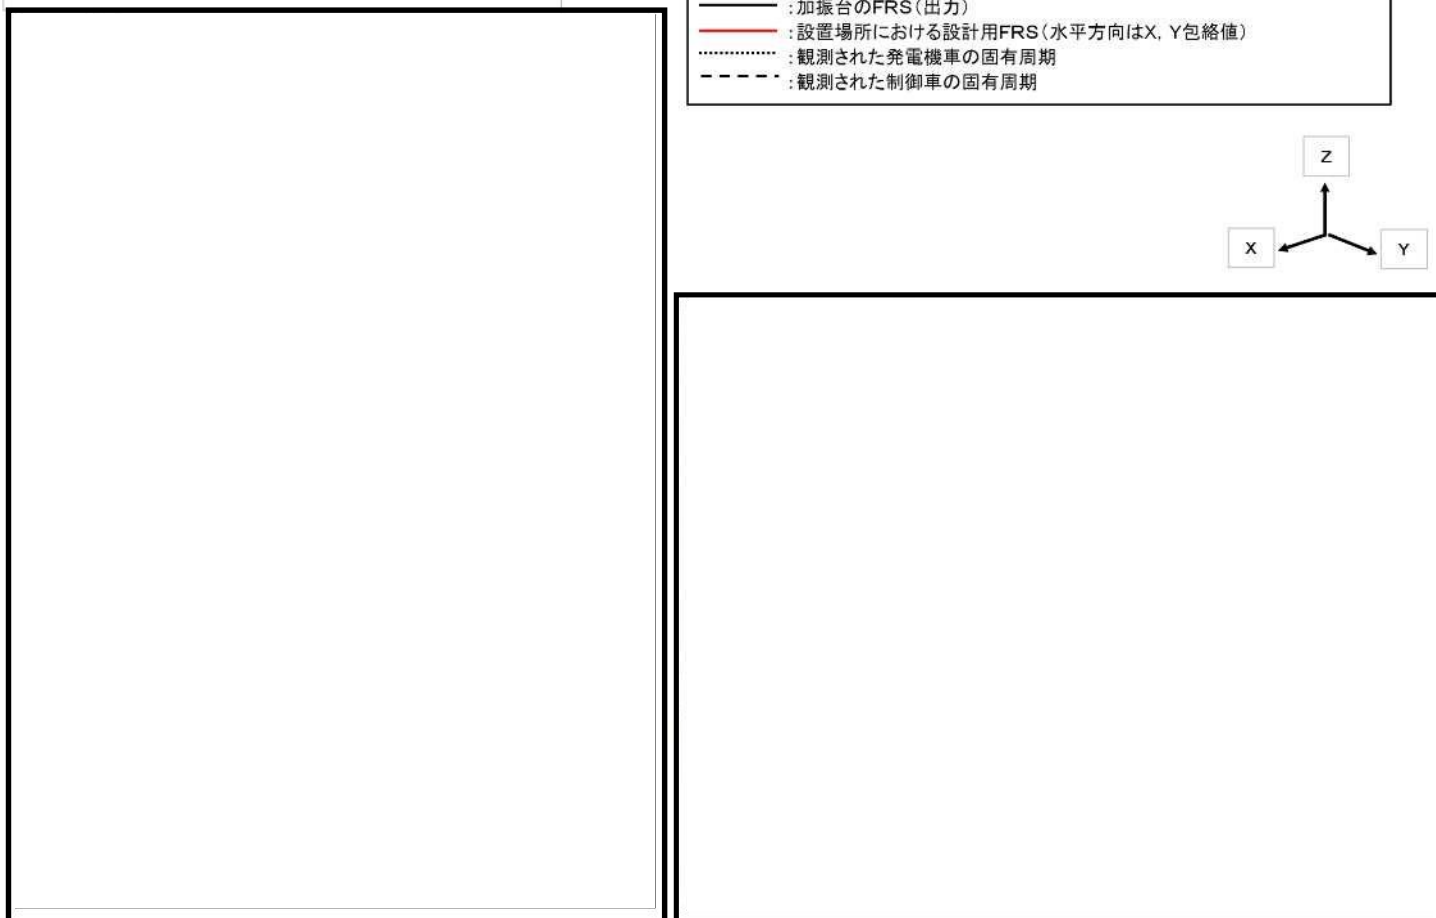 :加振台のFRS(出力)
:設置場所における設計用FRS(水平方向はX, Y包絡値)
:観測された発電機車の固有周期
:観測された制御車の固有周期
Z
X
Y